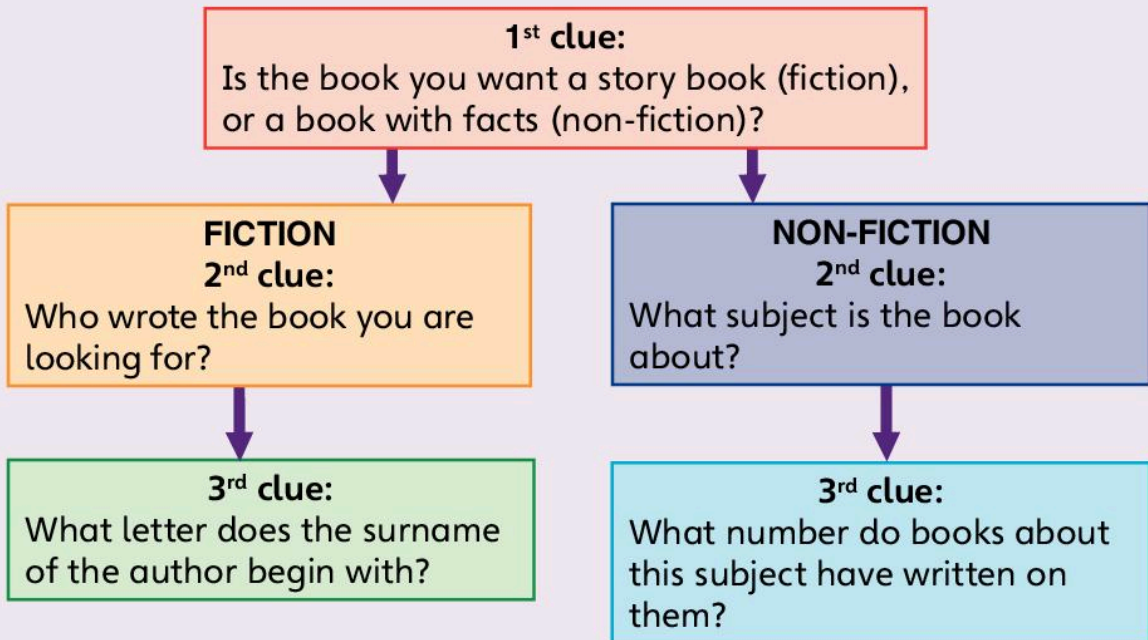 1st clue:
Is the book you want a story book (fiction),
or a book with facts (non-fiction)?
FICTION
2nd clue:
Who wrote the book you are
looking for?
NON-FICTION
2nd clue:
What subject is the book
about?
3rd clue:
What letter does the surname
of the author begin with?
3rd clue:
What number do books about
this subject have written on
them?